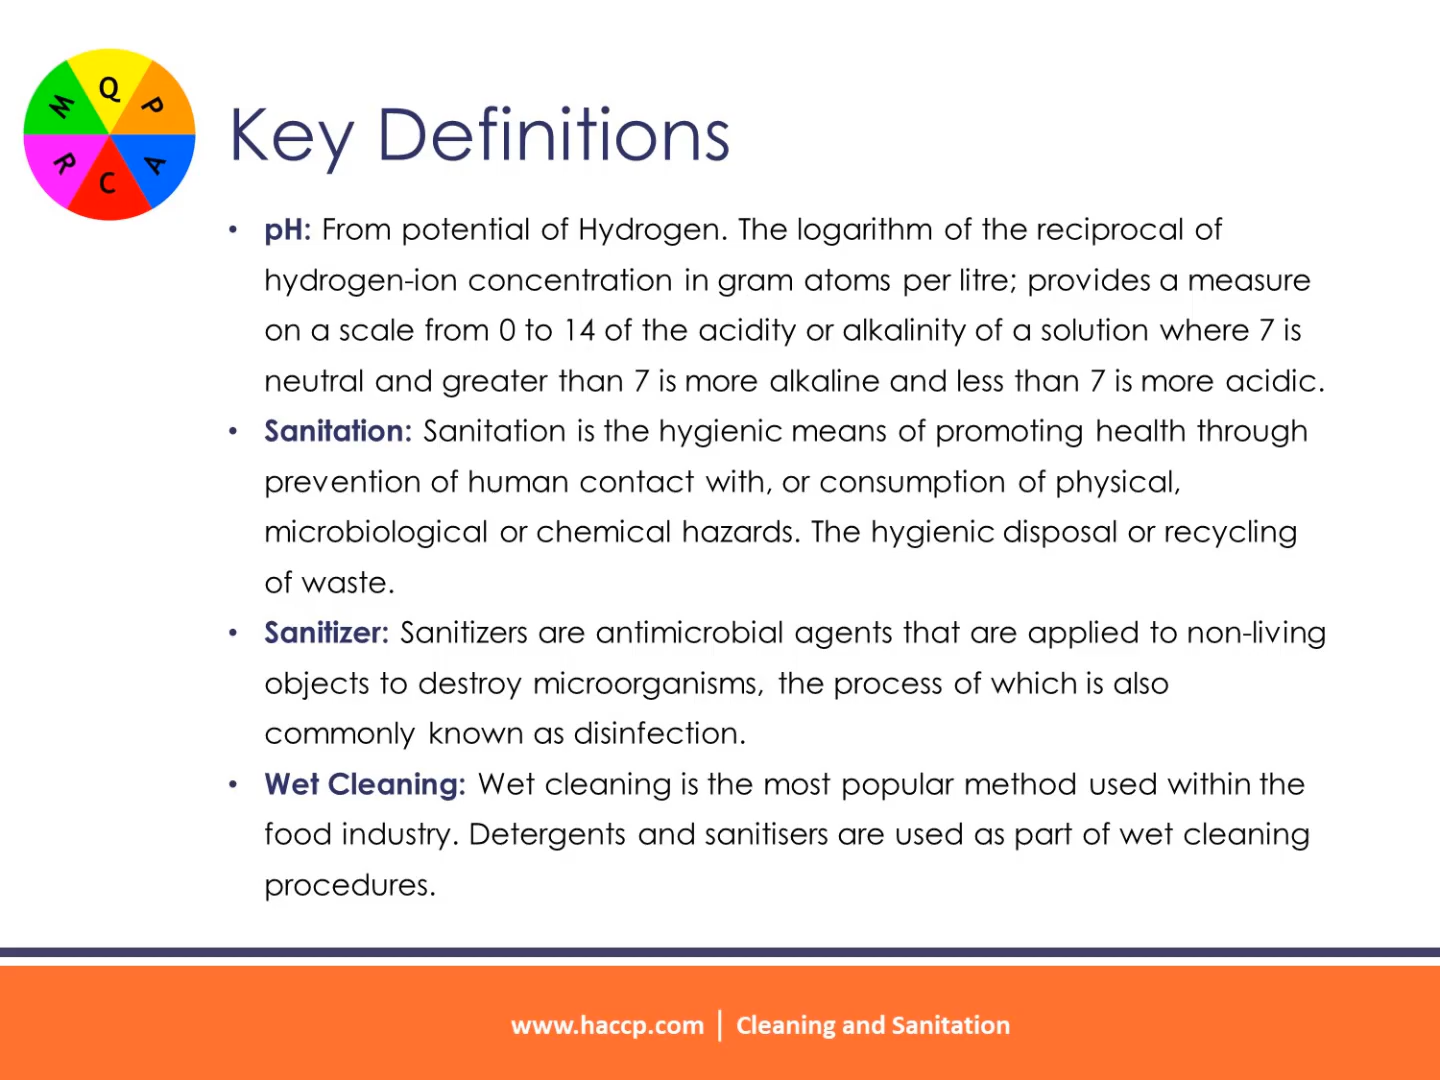 Q
P
A
C
R
M
Key Definitions
• pH: From potential of Hydrogen. The logarithm of the reciprocal of
hydrogen-ion concentration in gram atoms per litre; provides a measure
on a scale from 0 to 14 of the acidity or alkalinity of a solution where 7 is
neutral and greater than 7 is more alkaline and less than 7 is more acidic.
• Sanitation: Sanitation is the hygienic means of promoting health through
prevention of human contact with, or consumption of physical,
microbiological or chemical hazards. The hygienic disposal or recycling
of waste.
• Sanitizer: Sanitizers are antimicrobial agents that are applied to non-living
objects to destroy microorganisms, the process of which is also
commonly known as disinfection.
• Wet Cleaning: Wet cleaning is the most popular method used within the
food industry. Detergents and sanitisers are used as part of wet cleaning
procedures.
www.haccp.com | Cleaning and Sanitation